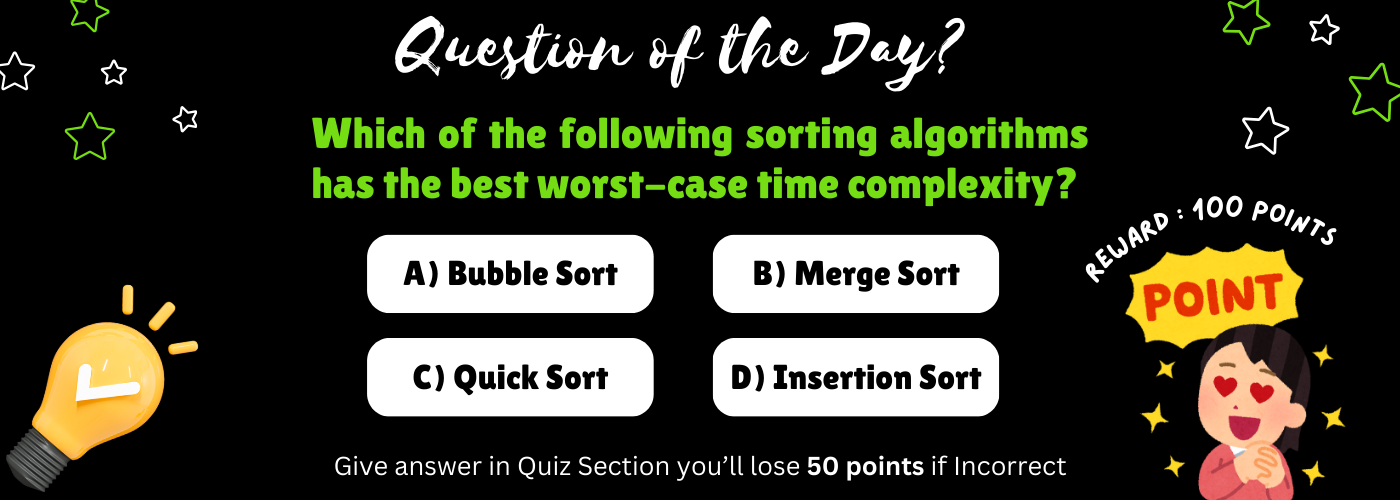 Question of the Day?
Which of the following sorting algorithms
has the best worst-case time complexity?
REWARD : 100 POINTS
POINT
A) Bubble Sort
B) Merge Sort
C) Quick Sort
D) Insertion Sort
Give answer in Quiz Section you'll lose 50 points if Incorrect